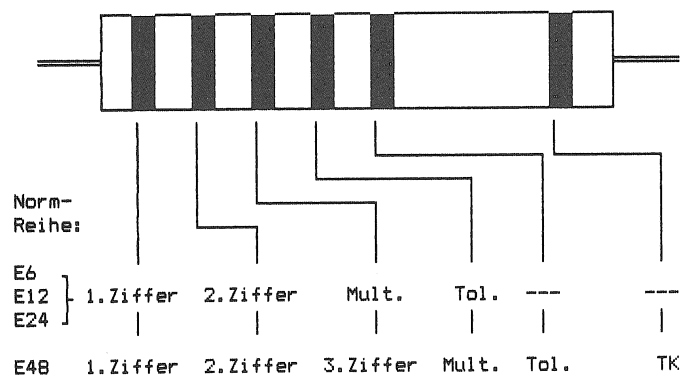 Norm-
Reihe:
E6
E12 1.Ziffer 2.Ziffer Mult. Tol. --- ---
E24
E48 1.Ziffer 2.Ziffer 3.Ziffer Mult. Tol. TK